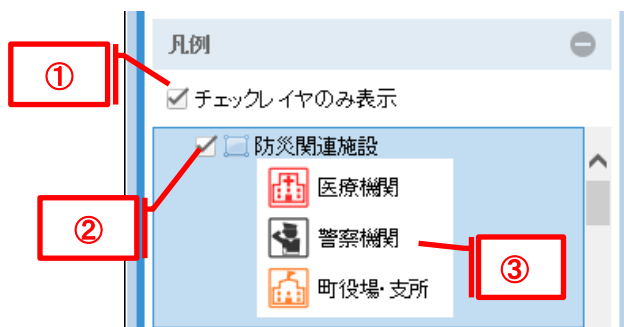 凡例
①
チェックレイヤのみ表示
防災関連施設
医療機関
②
警察機関
③
町役場・支所